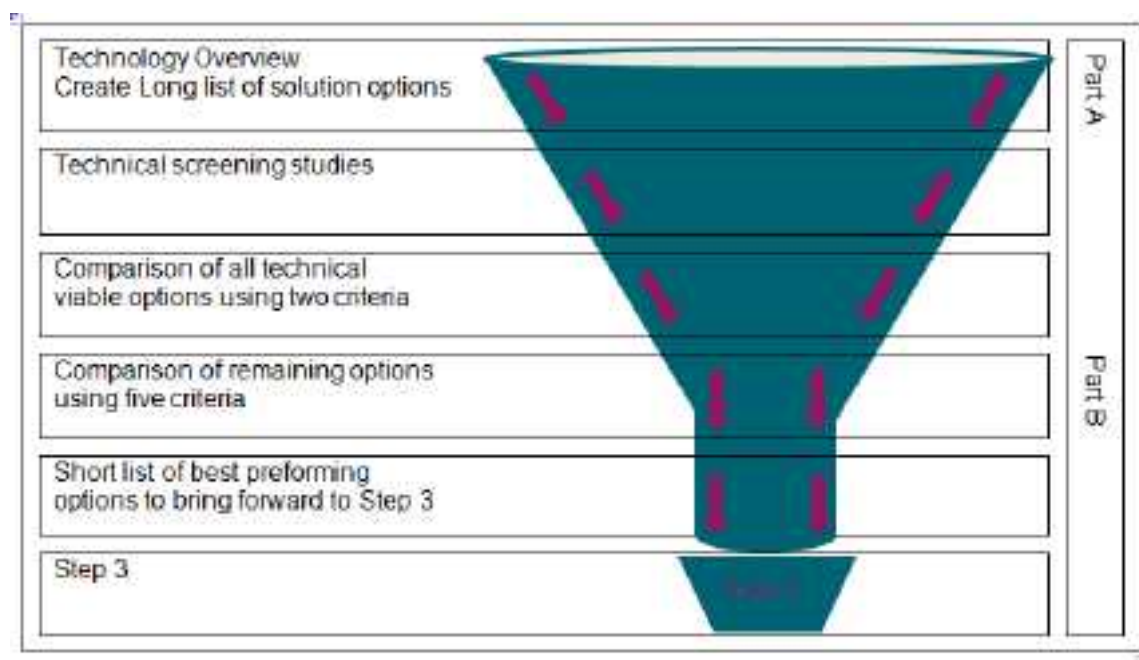 Technology Overview
Create Long list of solution options
Part A
Technical screening studies
Comparison of all technical
viable options using two criteria
Comparison of remaining options
using five criteria
Part B
Short list of best preforming
options to bring forward to Step 3
Step 3